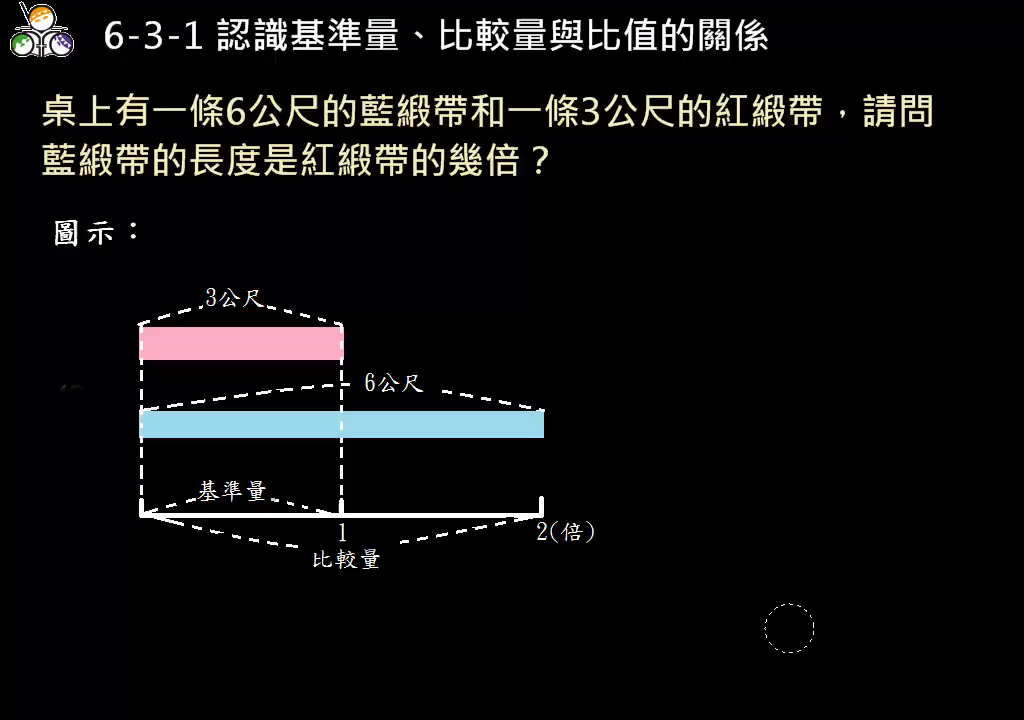 6-3-1 認識基準量、比較量與比值的關係
桌上有一條6公尺的藍緞帶和一條3公尺的紅緞帶，請問
藍緞帶的長度是紅緞帶的幾倍？
圖示：
3公尺
6公尺
基準量
1
2(倍)
比較量